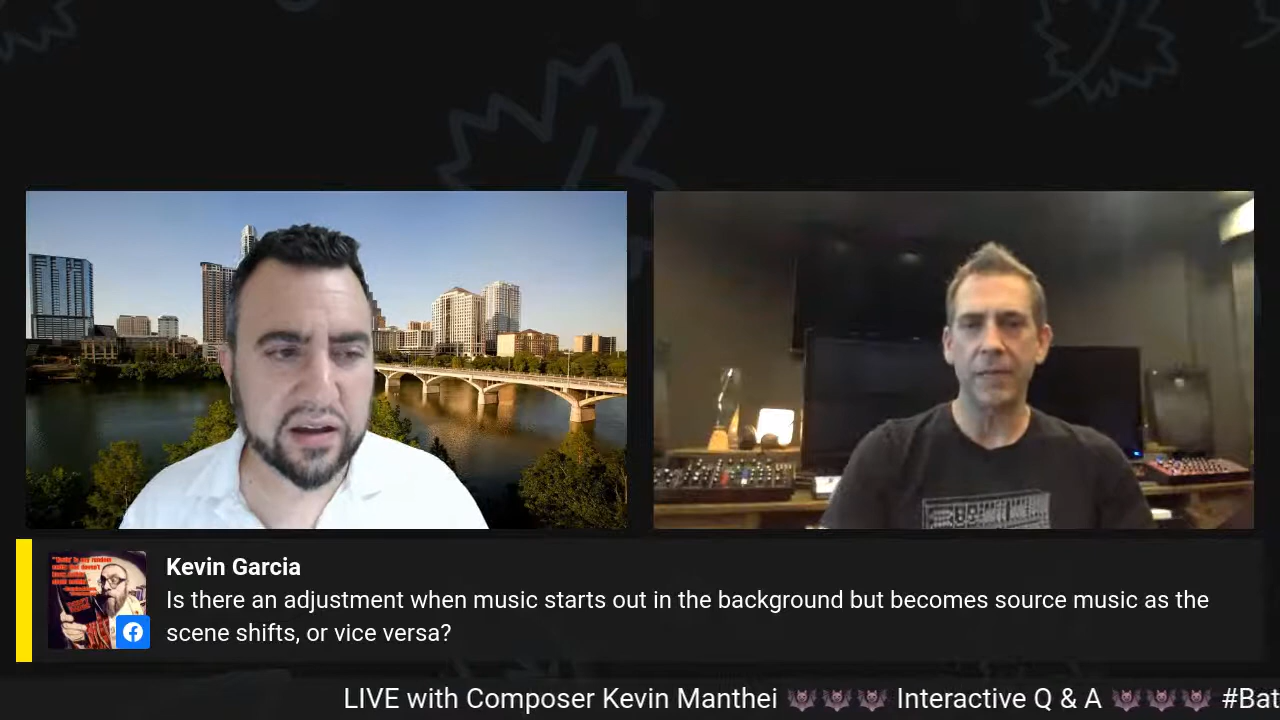 Kevin Garcia
Is there an adjustment when music starts out in the background but becomes source music as the
scene shifts, or vice versa?
LIVE with Composer Kevin Manthei 🦇🦇🦇 Interactive Q & A 🦇🦇🦇 #Bat